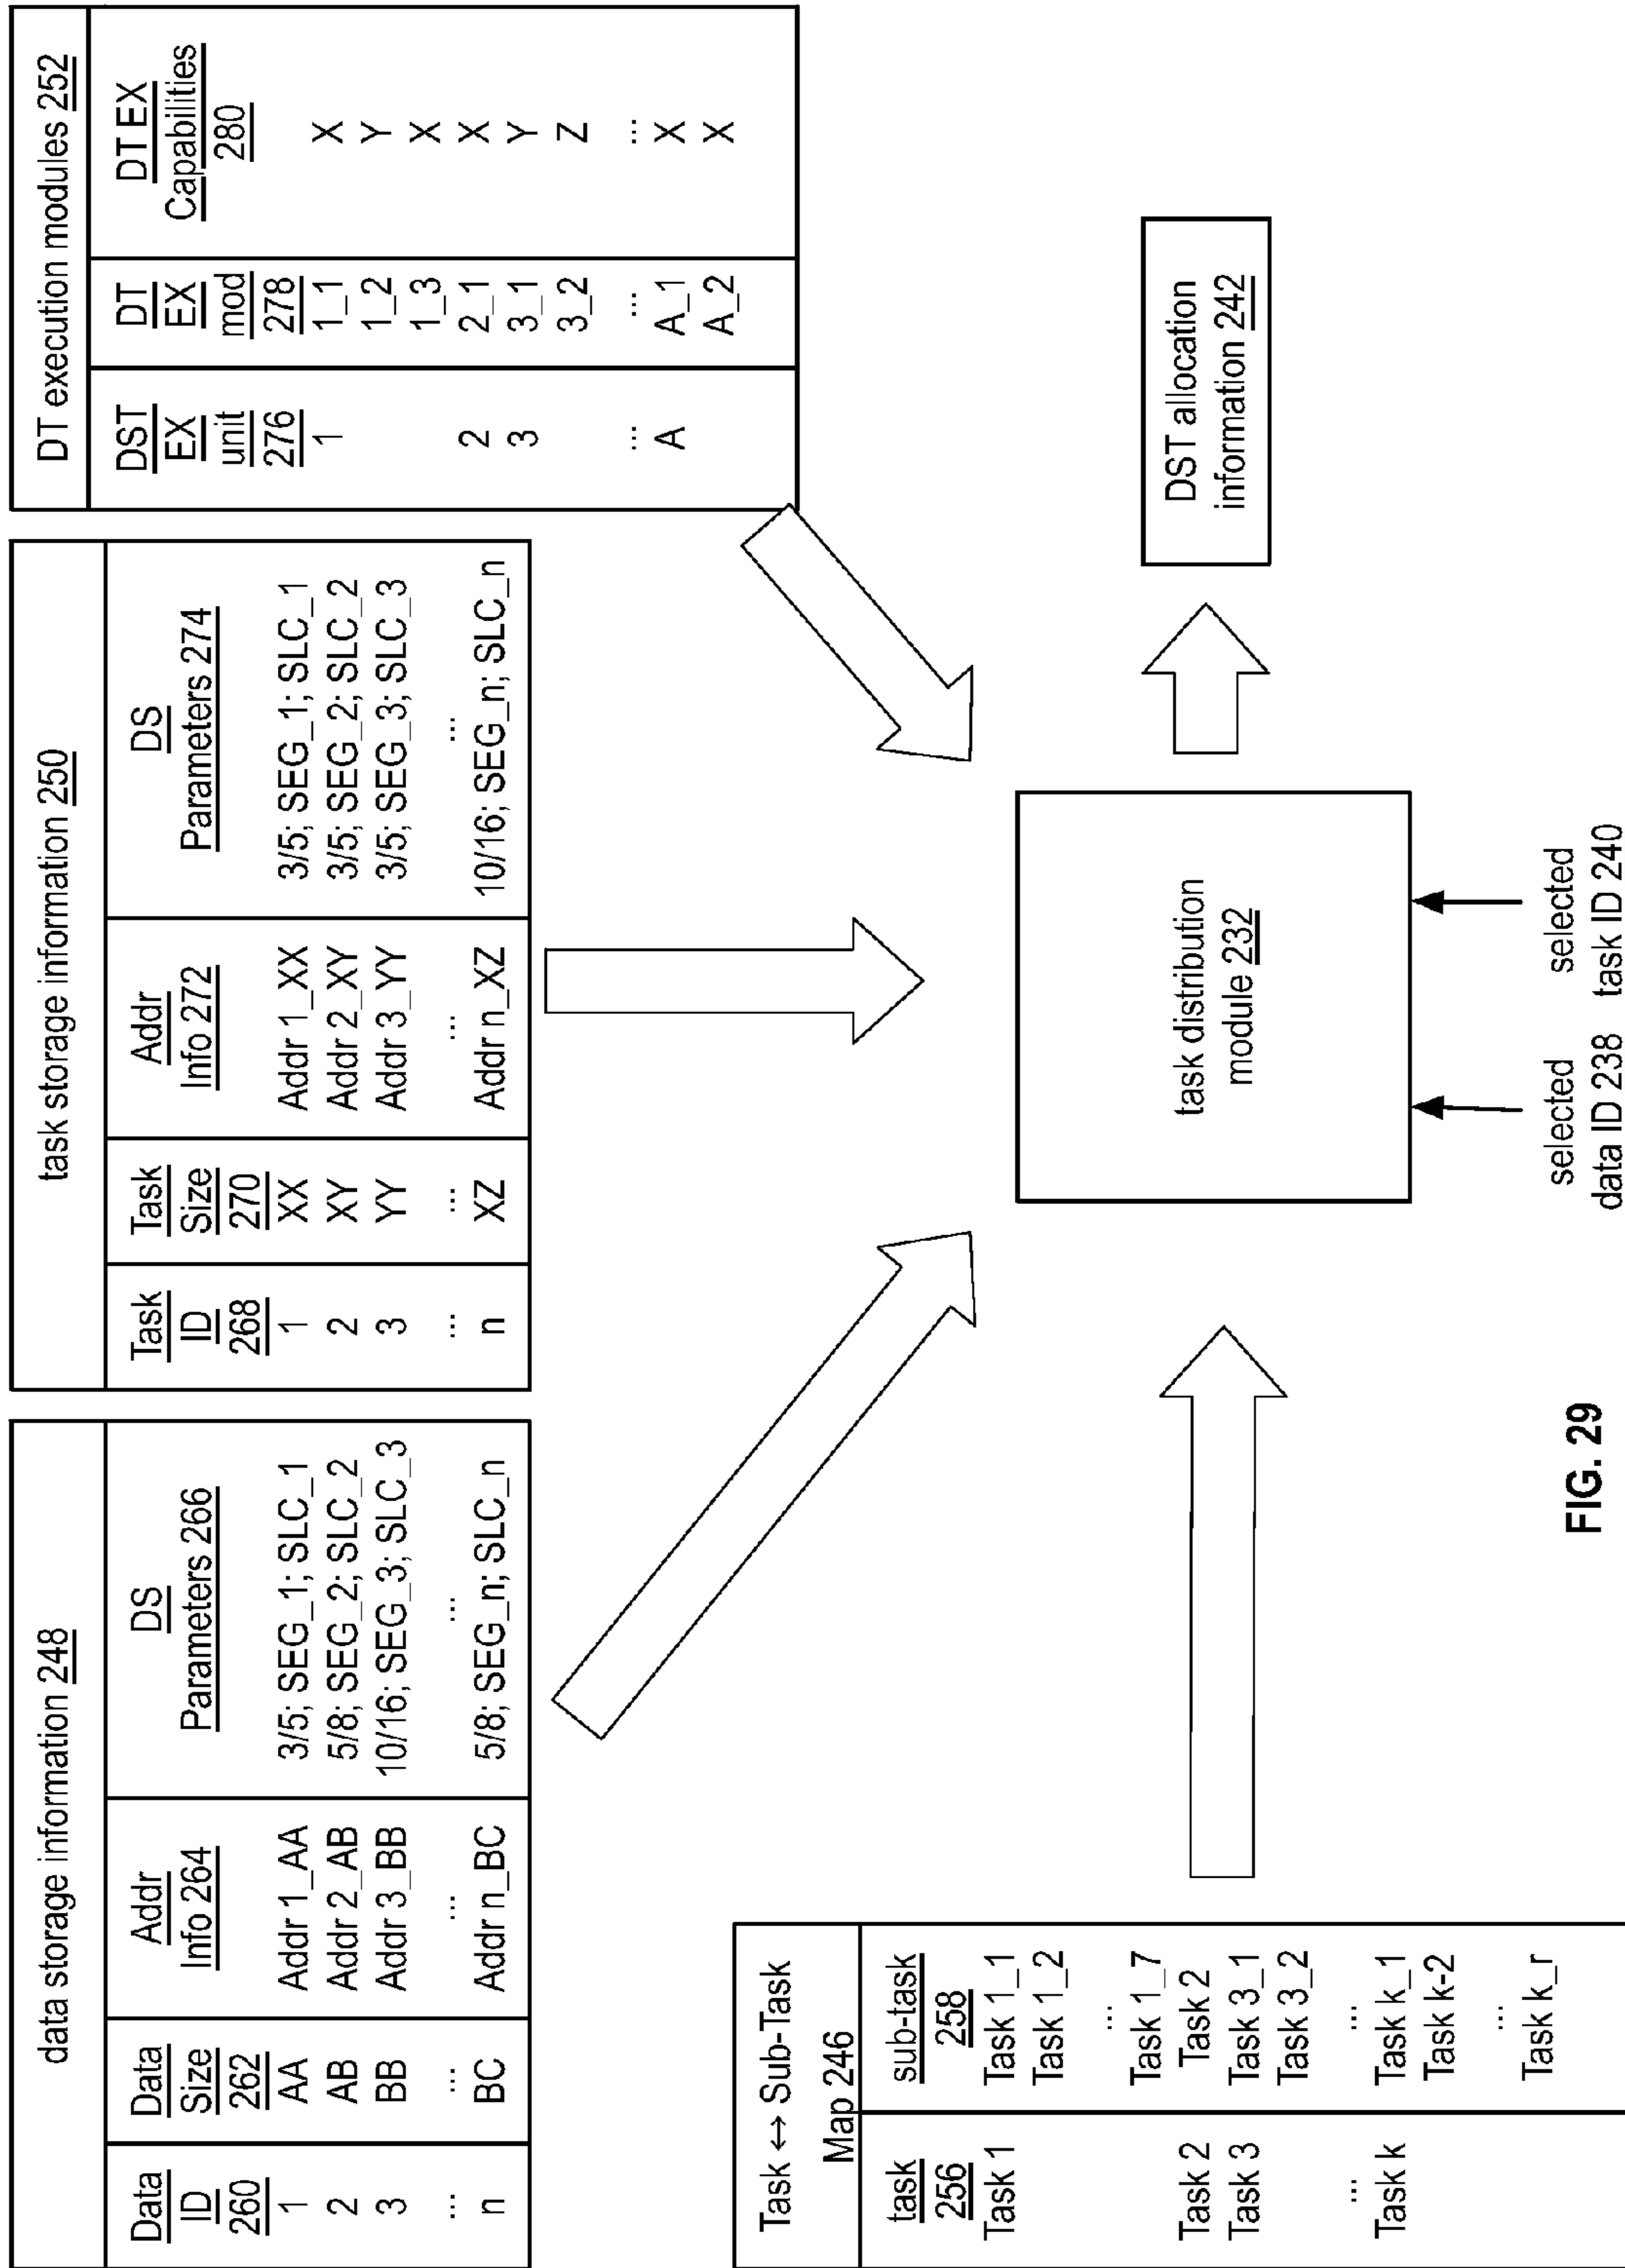 data storage information 248
Data ID 260 Data Size 262 Addr Info 264 DS Parameters 266
1 AA Addr 1_AA 3/5; SEG_1; SLC_1
2 AB Addr 2_AB 5/8; SEG_2; SLC_2
3 BB Addr 3_BB 10/16; SEG_3; SLC_3
... ... ... ...
n BC Addr n_BC 5/8; SEG_n; SLC_n
task storage information 250
Task ID 268 Task Size 270 Addr Info 272 DS Parameters 274
1 XX Addr 1_XX 3/5; SEG_1; SLC_1
2 XY Addr 2_XY 3/5; SEG_2; SLC_2
3 YY Addr 3_YY 3/5; SEG_3; SLC_3
... ... ... ...
n XZ Addr n_XZ 10/16; SEG_n; SLC_n
DT execution modules 252
DST EX unit 276 DT EX mod 278 DT EX Capabilities 280
1 1_1 X
1_2 Y
1_3 X
2 2_1 X
3 3_1 Y
3_2 Z
... ... ...
A A_1 X
A_2 X
Task ↔ Sub-Task
Map 246
task 256 sub-task 258
Task 1 Task 1_1
Task 1_2
...
Task 1_7
Task 2 Task 2
Task 3 Task 3_1
Task 3_2
... ...
Task k Task k_1
Task k-2
...
Task k_r
task distribution
module 232
DST allocation
information 242
selected
data ID 238
selected
task ID 240
FIG. 29